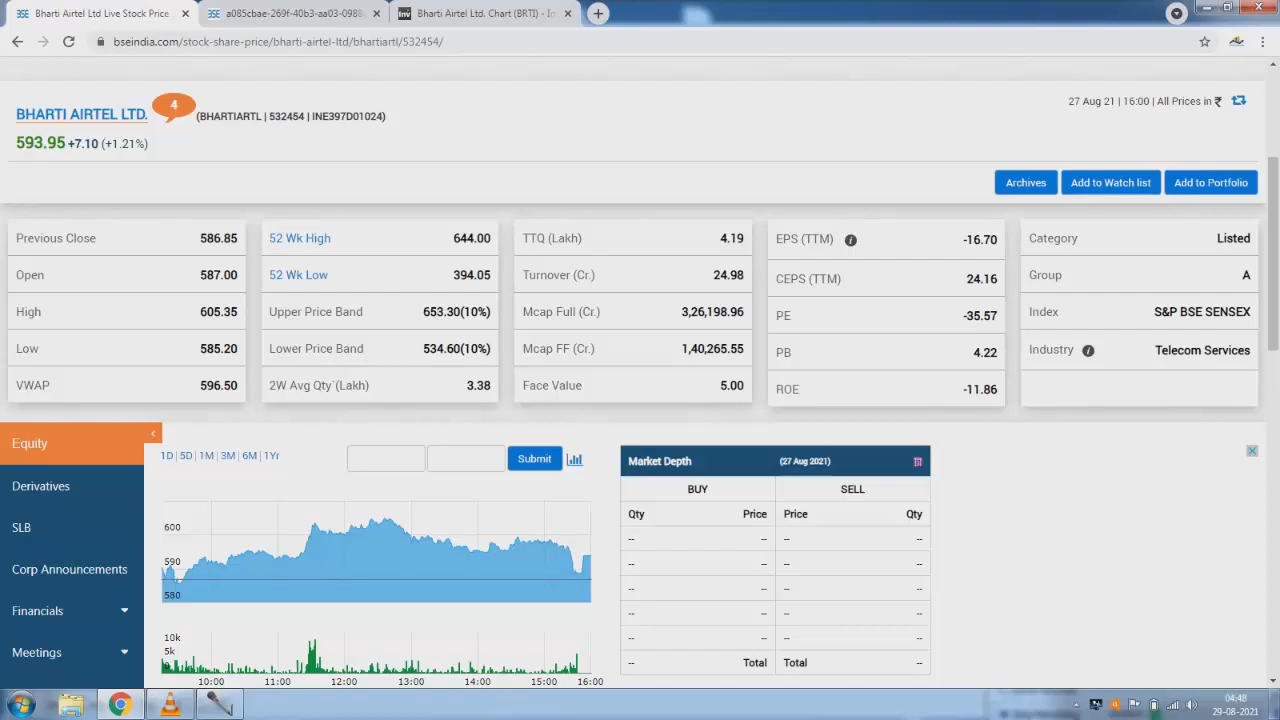 Bharti Airtel Ltd Live Stock Price
a085cbae-269f-40b3-aa03-0988
inv
Bharti Airtel Ltd. Chart (BRTI) - In
bseindia.com/stock-share-price/bharti-airtel-ltd/bhartiartl/532454/
BHARTI AIRTEL LTD.
4
(BHARTIARTL | 532454 | INE397D01024)
27 Aug 21 | 16:00 | All Prices in ₹
593.95 +7.10 (+1.21%)
Archives
Add to Watch list
Add to Portfolio
Previous Close 586.85
Open 587.00
High 605.35
Low 585.20
VWAP 596.50
52 Wk High 644.00
52 Wk Low 394.05
Upper Price Band 653.30(10%)
Lower Price Band 534.60(10%)
2W Avg Qty (Lakh) 3.38
TTQ (Lakh) 4.19
Turnover (Cr.) 24.98
Mcap Full (Cr.) 3,26,198.96
Mcap FF (Cr.) 1,40,265.55
Face Value 5.00
EPS (TTM) -16.70
CEPS (TTM) 24.16
PE -35.57
PB 4.22
ROE -11.86
Category Listed
Group A
Index S&P BSE SENSEX
Industry Telecom Services
Equity
Derivatives
SLB
Corp Announcements
Financials
Meetings
1D| 5D| 1M| 3M| 6M| 1Yr
Submit
600
590
580
10k
5k
0
10:00 11:00 12:00 13:00 14:00 15:00 16:00
Market Depth (27 Aug 2021)
BUY SELL
Qty Price Price Qty
-- -- -- --
-- -- -- --
-- -- -- --
-- -- -- --
-- -- -- --
-- Total Total --
04:48
29-08-2021